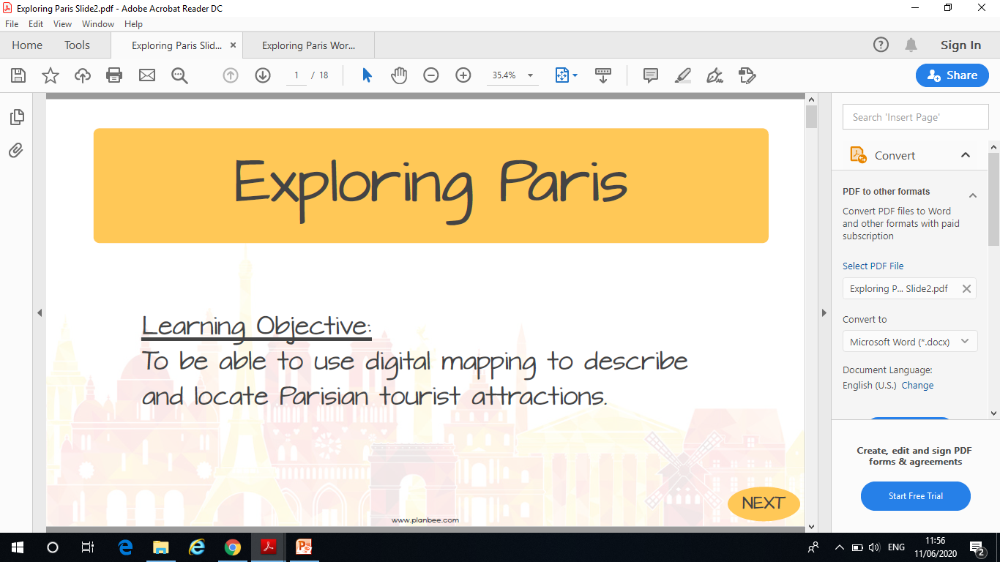 Exploring Paris Slide2.pdf - Adobe Acrobat Reader DC
File Edit View Window Help
Home Tools Exploring Paris Slid... × Exploring Paris Wor... Sign In
1 / 18 35.4% Share
Exploring Paris
Learning Objective:
To be able to use digital mapping to describe
and locate Parisian tourist attractions.
NEXT
www.planbee.com
Search 'Insert Page'
Convert
PDF to other formats
Convert PDF files to Word
and other formats with paid
subscription
Select PDF File
Exploring P... Slide2.pdf
Convert to
Microsoft Word (*.docx)
Document Language:
English (U.S.) Change
Create, edit and sign PDF
forms & agreements
Start Free Trial
ENG
11:56
11/06/2020
2